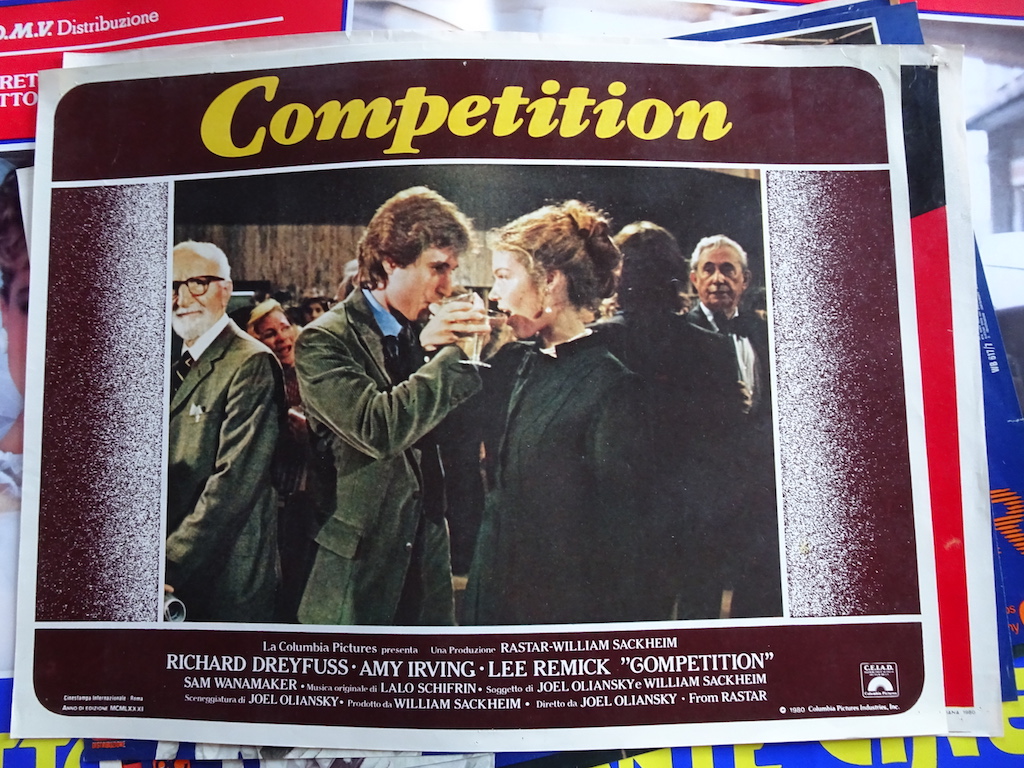 D.M.V. Distribuzione
Competition
La Columbia Pictures presenta Una Produzione RASTAR-WILLIAM SACKHEIM
RICHARD DREYFUSS · AMY IRVING · LEE REMICK "COMPETITION"
SAM WANAMAKER · Musica originale di LALO SCHIFRIN · Soggetto di JOEL OLIANSKY e WILLIAM SACKHEIM
Sceneggiatura di JOEL OLIANSKY · Prodotto da WILLIAM SACKHEIM · Diretto da JOEL OLIANSKY · From RASTAR
Cinestampa Internazionale - Roma
ANNO DI EDIZIONE MCMLXXXI
C.E.I.A.D.
Columbia Pictures
© 1980 Columbia Pictures Industries, Inc.